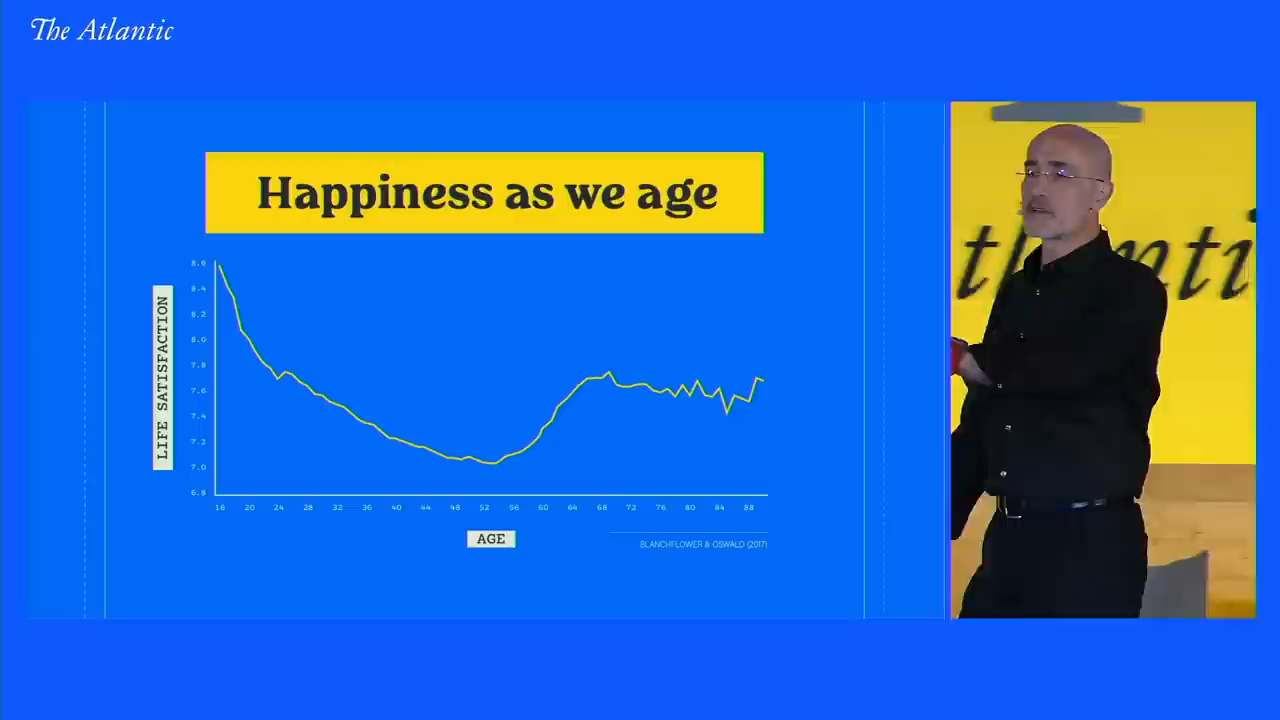 The Atlantic
Happiness as we age
LIFE SATISFACTION
8.6
8.4
8.2
8.0
7.8
7.6
7.4
7.2
7.0
6.8
16 20 24 28 32 36 40 44 48 52 56 60 64 68 72 76 80 84 88
AGE
BLANCHFLOWER & OSWALD (2017)